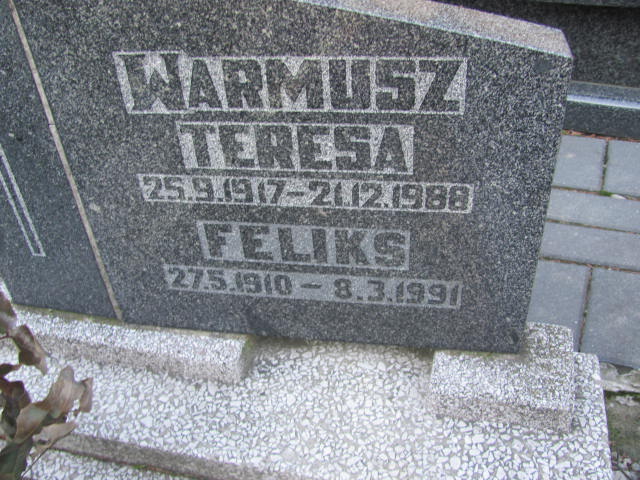 WARMUSZ
TERESA
25.9.1917-21.12.1988
FELIKS
27.5.1910 - 8.3.1991